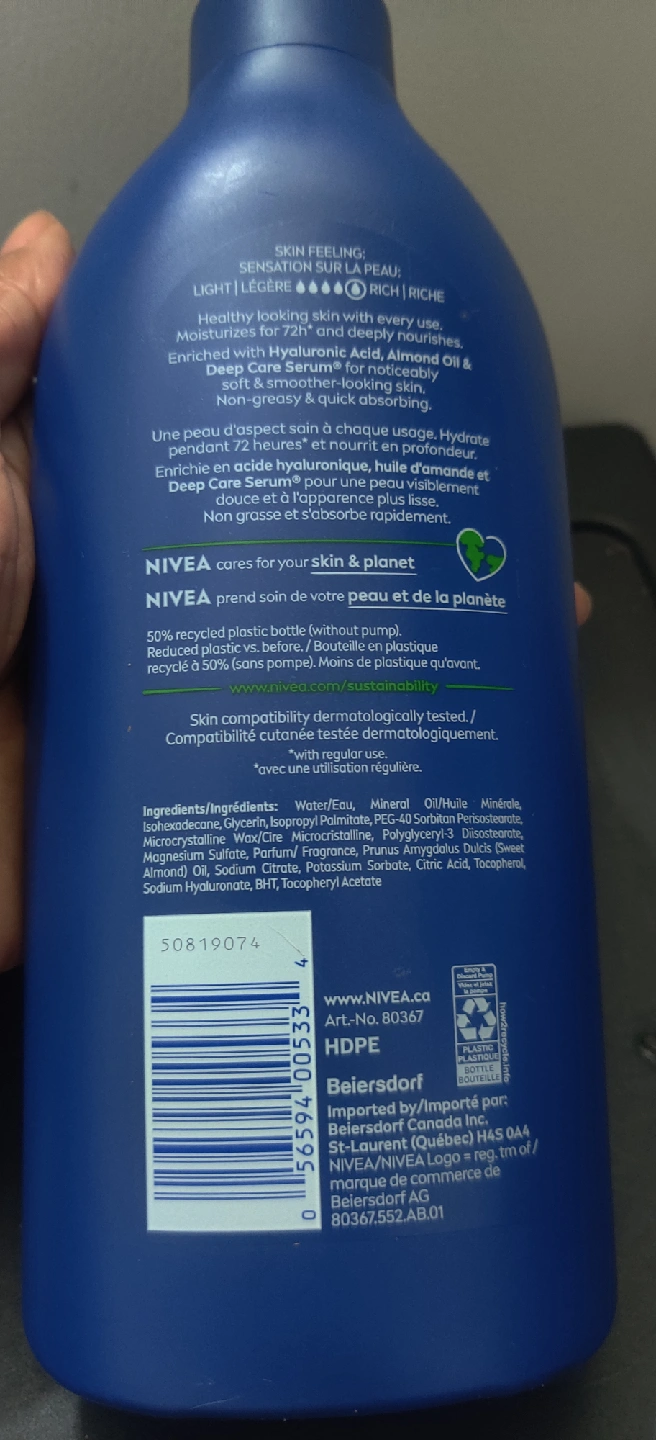 SKIN FEELING:
SENSATION SUR LA PEAU:
LIGHT | LÉGÈRE RICH | RICHE
Healthy looking skin with every use.
Moisturizes for 72h* and deeply nourishes.
Enriched with Hyaluronic Acid, Almond Oil &
Deep Care Serum® for noticeably
soft & smoother-looking skin.
Non-greasy & quick absorbing.
Une peau d'aspect sain à chaque usage. Hydrate
pendant 72 heures* et nourrit en profondeur.
Enrichie en acide hyaluronique, huile d'amande et
Deep Care Serum® pour une peau visiblement
douce et à l'apparence plus lisse.
Non grasse et s'absorbe rapidement.
NIVEA cares for your skin & planet
NIVEA prend soin de votre peau et de la planète
50% recycled plastic bottle (without pump).
Reduced plastic vs. before. / Bouteille en plastique
recyclé à 50% (sans pompe). Moins de plastique qu'avant.
www.nivea.com/sustainability
Skin compatibility dermatologically tested. /
Compatibilité cutanée testée dermatologiquement.
*with regular use.
*avec une utilisation régulière.
Ingredients/Ingrédients: Water/Eau, Mineral Oil/Huile Minérale,
Isohexadecane, Glycerin, Isopropyl Palmitate, PEG-40 Sorbitan Perisostearate,
Microcrystalline Wax/Cire Microcristalline, Polyglyceryl-3 Diisostearate,
Magnesium Sulfate, Parfum/ Fragrance, Prunus Amygdalus Dulcis (Sweet
Almond) Oil, Sodium Citrate, Potassium Sorbate, Citric Acid, Tocopherol,
Sodium Hyaluronate, BHT, Tocopheryl Acetate
50819074
0 56594 00533 4
www.NIVEA.ca
Art.-No. 80367
HDPE
Beiersdorf
Imported by/Importé par:
Beiersdorf Canada Inc.
St-Laurent (Québec) H4S 0A4
NIVEA/NIVEA Logo = reg. tm of /
marque de commerce de
Beiersdorf AG
80367.552.AB.01
Empty &
Discard Pump
Videz et jetez
la pompe
PLASTIC
PLASTIQUE
BOTTLE
BOUTEILLE
how2recycle.info